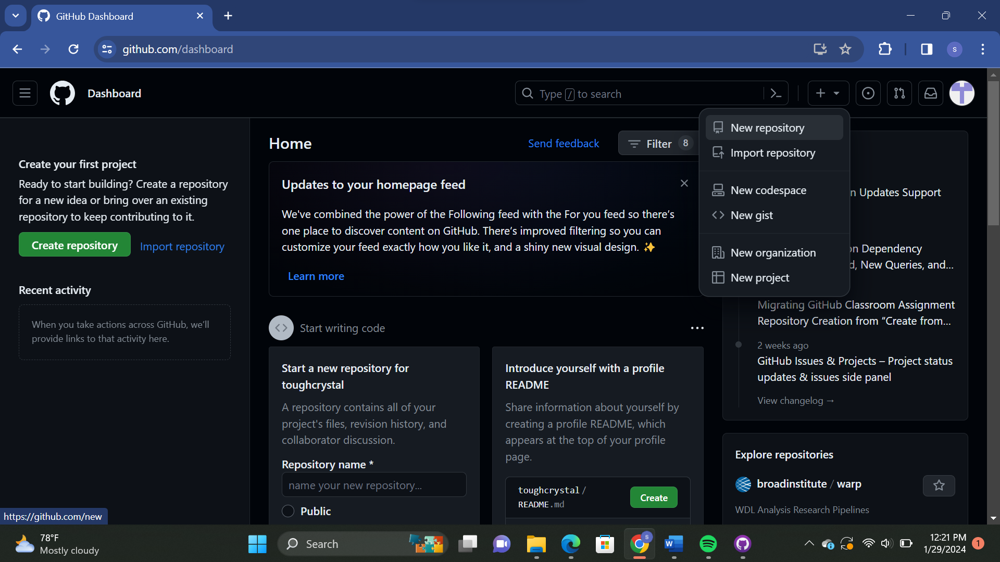 GitHub Dashboard
github.com/dashboard
s
Dashboard
Type / to search
Create your first project
Ready to start building? Create a repository
for a new idea or bring over an existing
repository to keep contributing to it.
Create repository
Import repository
Recent activity
When you take actions across GitHub, we'll
provide links to that activity here.
Home
Send feedback
Filter 8
Updates to your homepage feed
We've combined the power of the Following feed with the For you feed so there's
one place to discover content on GitHub. There's improved filtering so you can
customize your feed exactly how you like it, and a shiny new visual design. ✨
Learn more
Start writing code
Start a new repository for
toughcrystal
A repository contains all of your
project's files, revision history, and
collaborator discussion.
Repository name *
name your new repository...
Public
Introduce yourself with a profile
README
Share information about yourself by
creating a profile README, which
appears at the top of your profile
page.
toughcrystal/
README.md
Create
New repository
Import repository
New codespace
New gist
New organization
New project
Updates Support
Dependency
New Queries, and...
Migrating GitHub Classroom Assignment
Repository Creation from “Create from...
2 weeks ago
GitHub Issues & Projects – Project status
updates & issues side panel
View changelog →
Explore repositories
broadinstitute / warp
WDL Analysis Research Pipelines
https://github.com/new
78°F
Mostly cloudy
Search
s
W
12:21 PM
1/29/2024
1